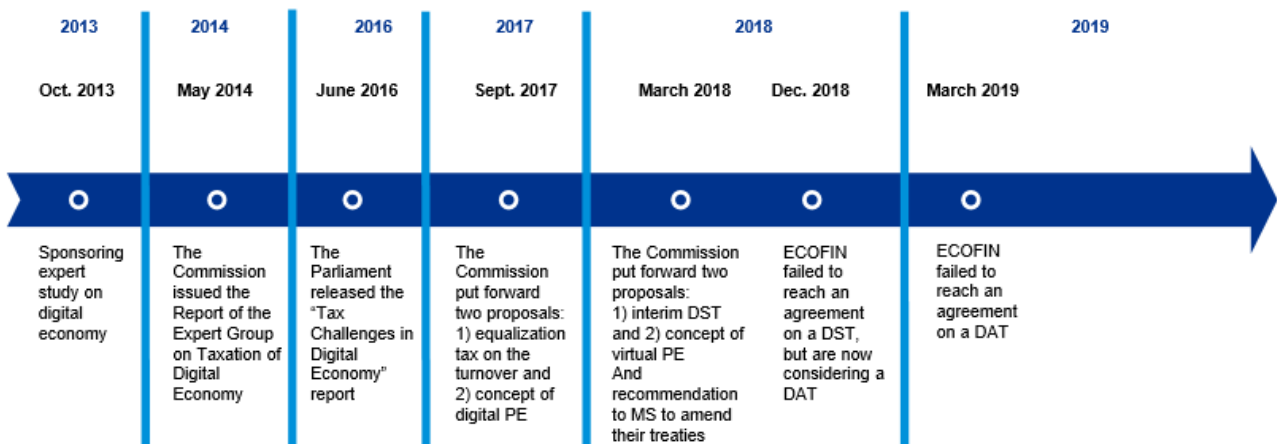 2013
2014
2016
2017
2018
2019
Oct. 2013
May 2014
June 2016
Sept. 2017
March 2018
Dec. 2018
March 2019
Sponsoring
expert
study on
digital
economy
The
Commission
issued the
Report of the
Expert Group
on Taxation of
Digital
Economy
The
Parliament
released the
“Tax
Challenges in
Digital
Economy”
report
The
Commission
put forward
two proposals:
1) equalization
tax on the
turnover and
2) concept of
digital PE
The Commission
put forward two
proposals:
1) interim DST
and 2) concept of
virtual PE
And
recommendation
to MS to amend
their treaties
ECOFIN
failed to
reach an
agreement
on a DST,
but are now
considering a
DAT
ECOFIN
failed to
reach an
agreement
on a DAT